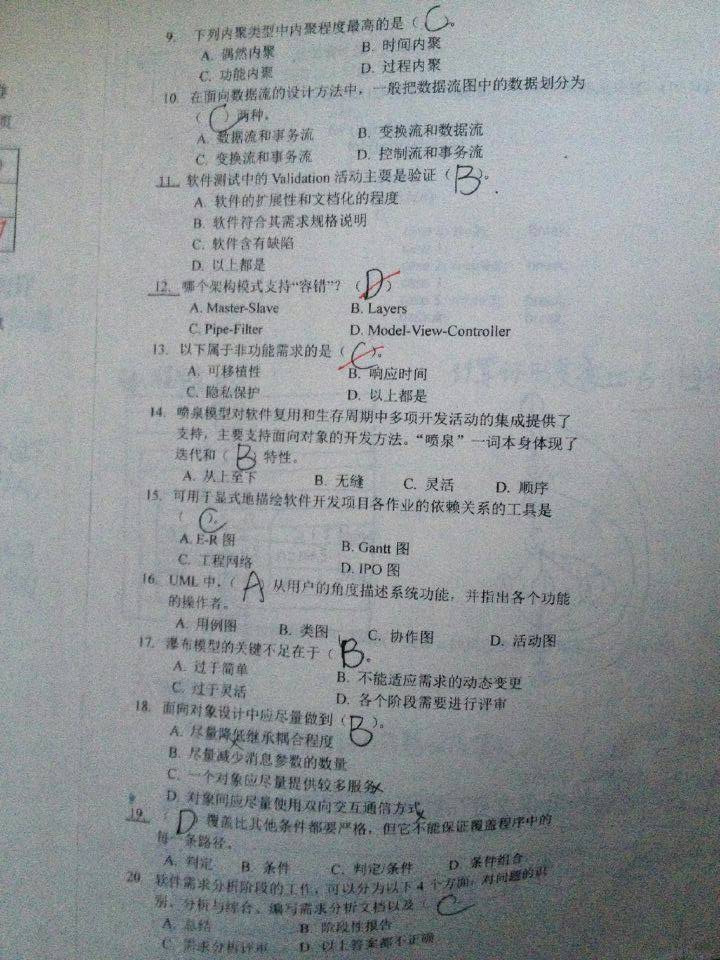 9. 下列内聚类型中内聚程度最高的是（C）。
A. 偶然内聚 B. 时间内聚
C. 功能内聚 D. 过程内聚
10. 在面向数据流的设计方法中，一般把数据流图中的数据划分为
（C）两种。
A. 数据流和事务流 B. 变换流和数据流
C. 变换流和事务流 D. 控制流和事务流
11. 软件测试中的 Validation 活动主要是验证（B）。
A. 软件的扩展性和文档化的程度
B. 软件符合其需求规格说明
C. 软件含有缺陷
D. 以上都是
12. 哪个架构模式支持“容错”？（D）
A. Master-Slave B. Layers
C. Pipe-Filter D. Model-View-Controller
13. 以下属于非功能需求的是（C）。
A. 可移植性 B. 响应时间
C. 隐私保护 D. 以上都是
14. 喷泉模型对软件复用和生存周期中多项开发活动的集成提供了
支持，主要支持面向对象的开发方法。“喷泉”一词本身体现了
迭代和（B）特性。
A. 从上至下 B. 无缝 C. 灵活 D. 顺序
15. 可用于显式地描绘软件开发项目各作业的依赖关系的工具是
（C）。
A. E-R 图 B. Gantt 图
C. 工程网络 D. IPO 图
16. UML 中，（A）从用户的角度描述系统功能，并指出各个功能
的操作者。
A. 用例图 B. 类图 C. 协作图 D. 活动图
17. 瀑布模型的关键不足在于（B）。
A. 过于简单 B. 不能适应需求的动态变更
C. 过于灵活 D. 各个阶段需要进行评审
18. 面向对象设计中应尽量做到（B）。
A. 尽量降低继承耦合程度
B. 尽量减少消息参数的数量
C. 一个对象应尽量提供较多服务
D. 对象间应尽量使用双向交互通信方式
19. （D）覆盖比其他条件都要严格，但它不能保证覆盖程序中的
每一条路径。
A. 判定 B. 条件 C. 判定/条件 D. 条件组合
20. 软件需求分析阶段的工作，可以分为以下 4 个方面：对问题的识
别、分析与综合、编写需求分析文档以及（C
A. 总结 B. 阶段性报告
C. 需求分析评审 D. 以上答案都不正确